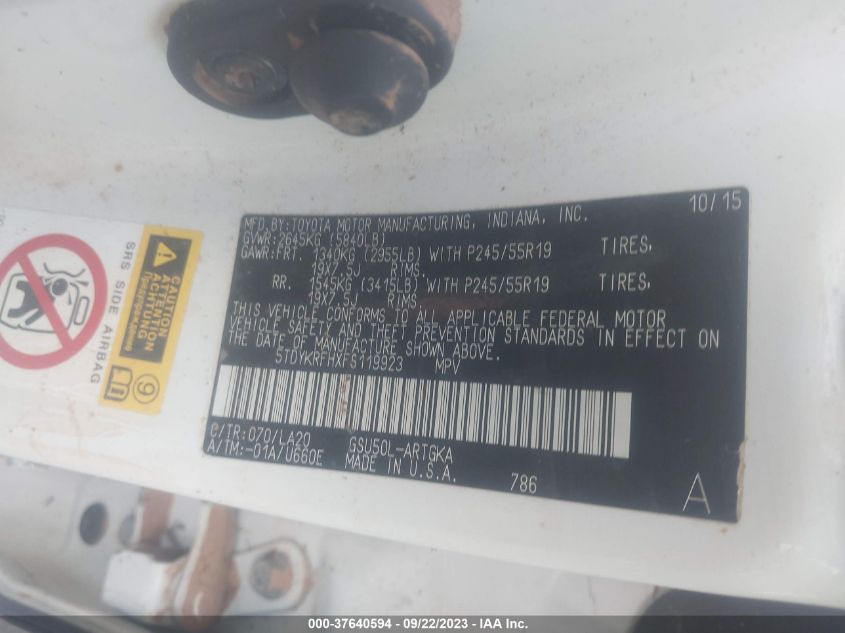 MFD.BY:TOYOTA MOTOR MANUFACTURING, INDIANA, INC. 10/15
GVWR:2645KG (5840LB)
GAWR:FRT. 1340KG (2955LB) WITH P245/55R19 TIRES,
19X7.5J RIMS,
RR. 1545KG (3415LB) WITH P245/55R19 TIRES,
19X7.5J RIMS
THIS VEHICLE CONFORMS TO ALL APPLICABLE FEDERAL MOTOR
VEHICLE SAFETY AND THEFT PREVENTION STANDARDS IN EFFECT ON
THE DATE OF MANUFACTURE SHOWN ABOVE.
5TDYKRFHXFS119923 MPV
C/TR:070/LA20 GSU50L-ARTGKA
A/TM:-01A/U660E MADE IN U.S.A. 786 A
CAUTION
ATTENTION
ACHTUNG
SRS SIDE AIRBAG
9
000-37640594 - 09/22/2023 - IAA Inc.